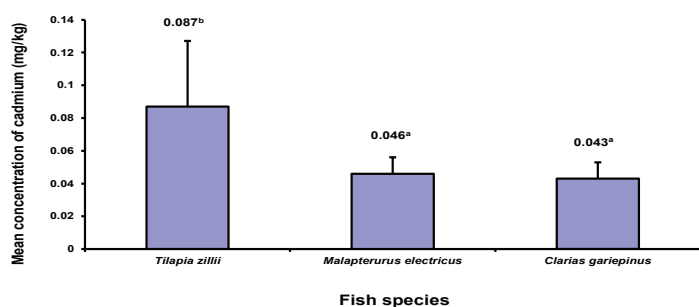 Mean concentration of cadmium (mg/kg)
0.14
0.12
0.1
0.08
0.06
0.04
0.02
0
0.087ᵇ
0.046ᵃ
0.043ᵃ
Tilapia zillii
Malapterurus electricus
Clarias gariepinus
Fish species